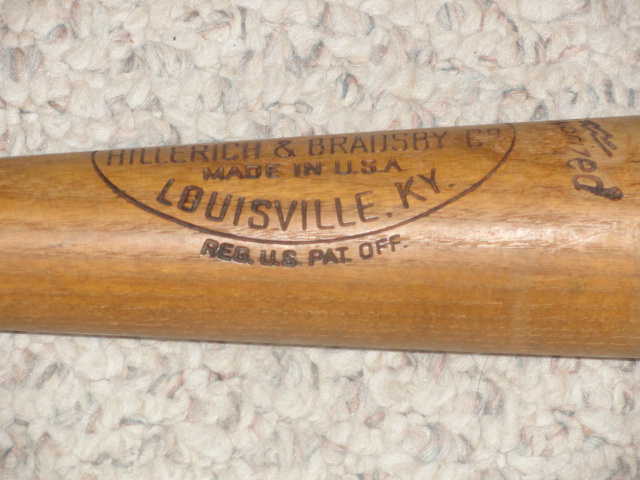 HILLERICH & BRADSBY Cº
MADE IN U.S.A
LOUISVILLE, KY.
REG. U.S. PAT. OFF.